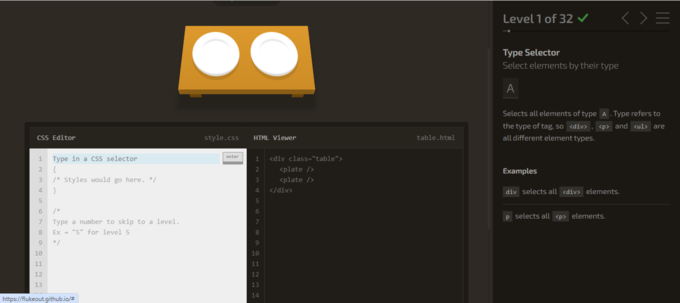 Level 1 of 32
Type Selector
Select elements by their type
A
Selects all elements of type A. Type refers
to the type of tag, so <div>, <p> and <ul> are
all different element types.
Examples
div selects all <div> elements.
p selects all <p> elements.
CSS Editor
style.css
HTML Viewer
table.html
1 Type in a CSS selector
enter
2 {
3 /* Styles would go here. */
4 }
5
6 /*
7 Type a number to skip to a level.
8 Ex → "5" for level 5
9 */
10
11
12
13
1 <div class="table">
2 <plate />
3 <plate />
4 </div>
5
6
7
8
9
10
11
12
13
14
https://flukeout.github.io/#